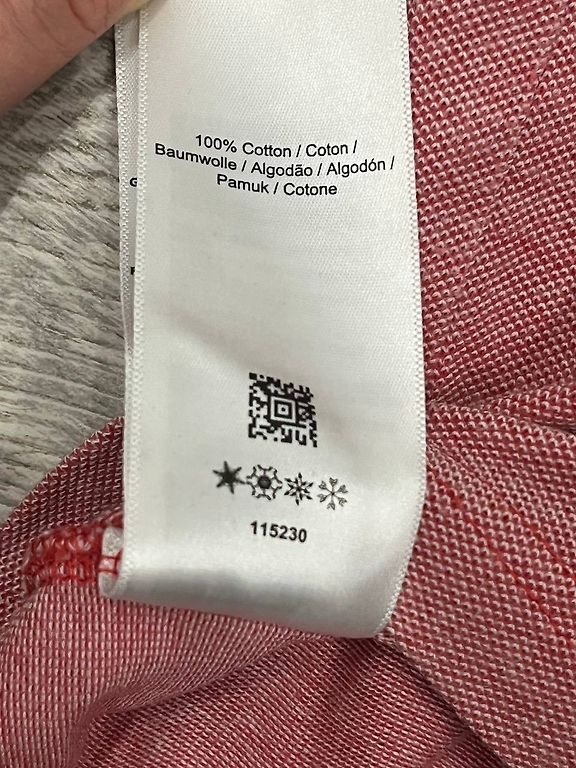 100% Cotton / Coton /
Baumwolle / Algodão / Algodón /
Pamuk / Cotone
115230